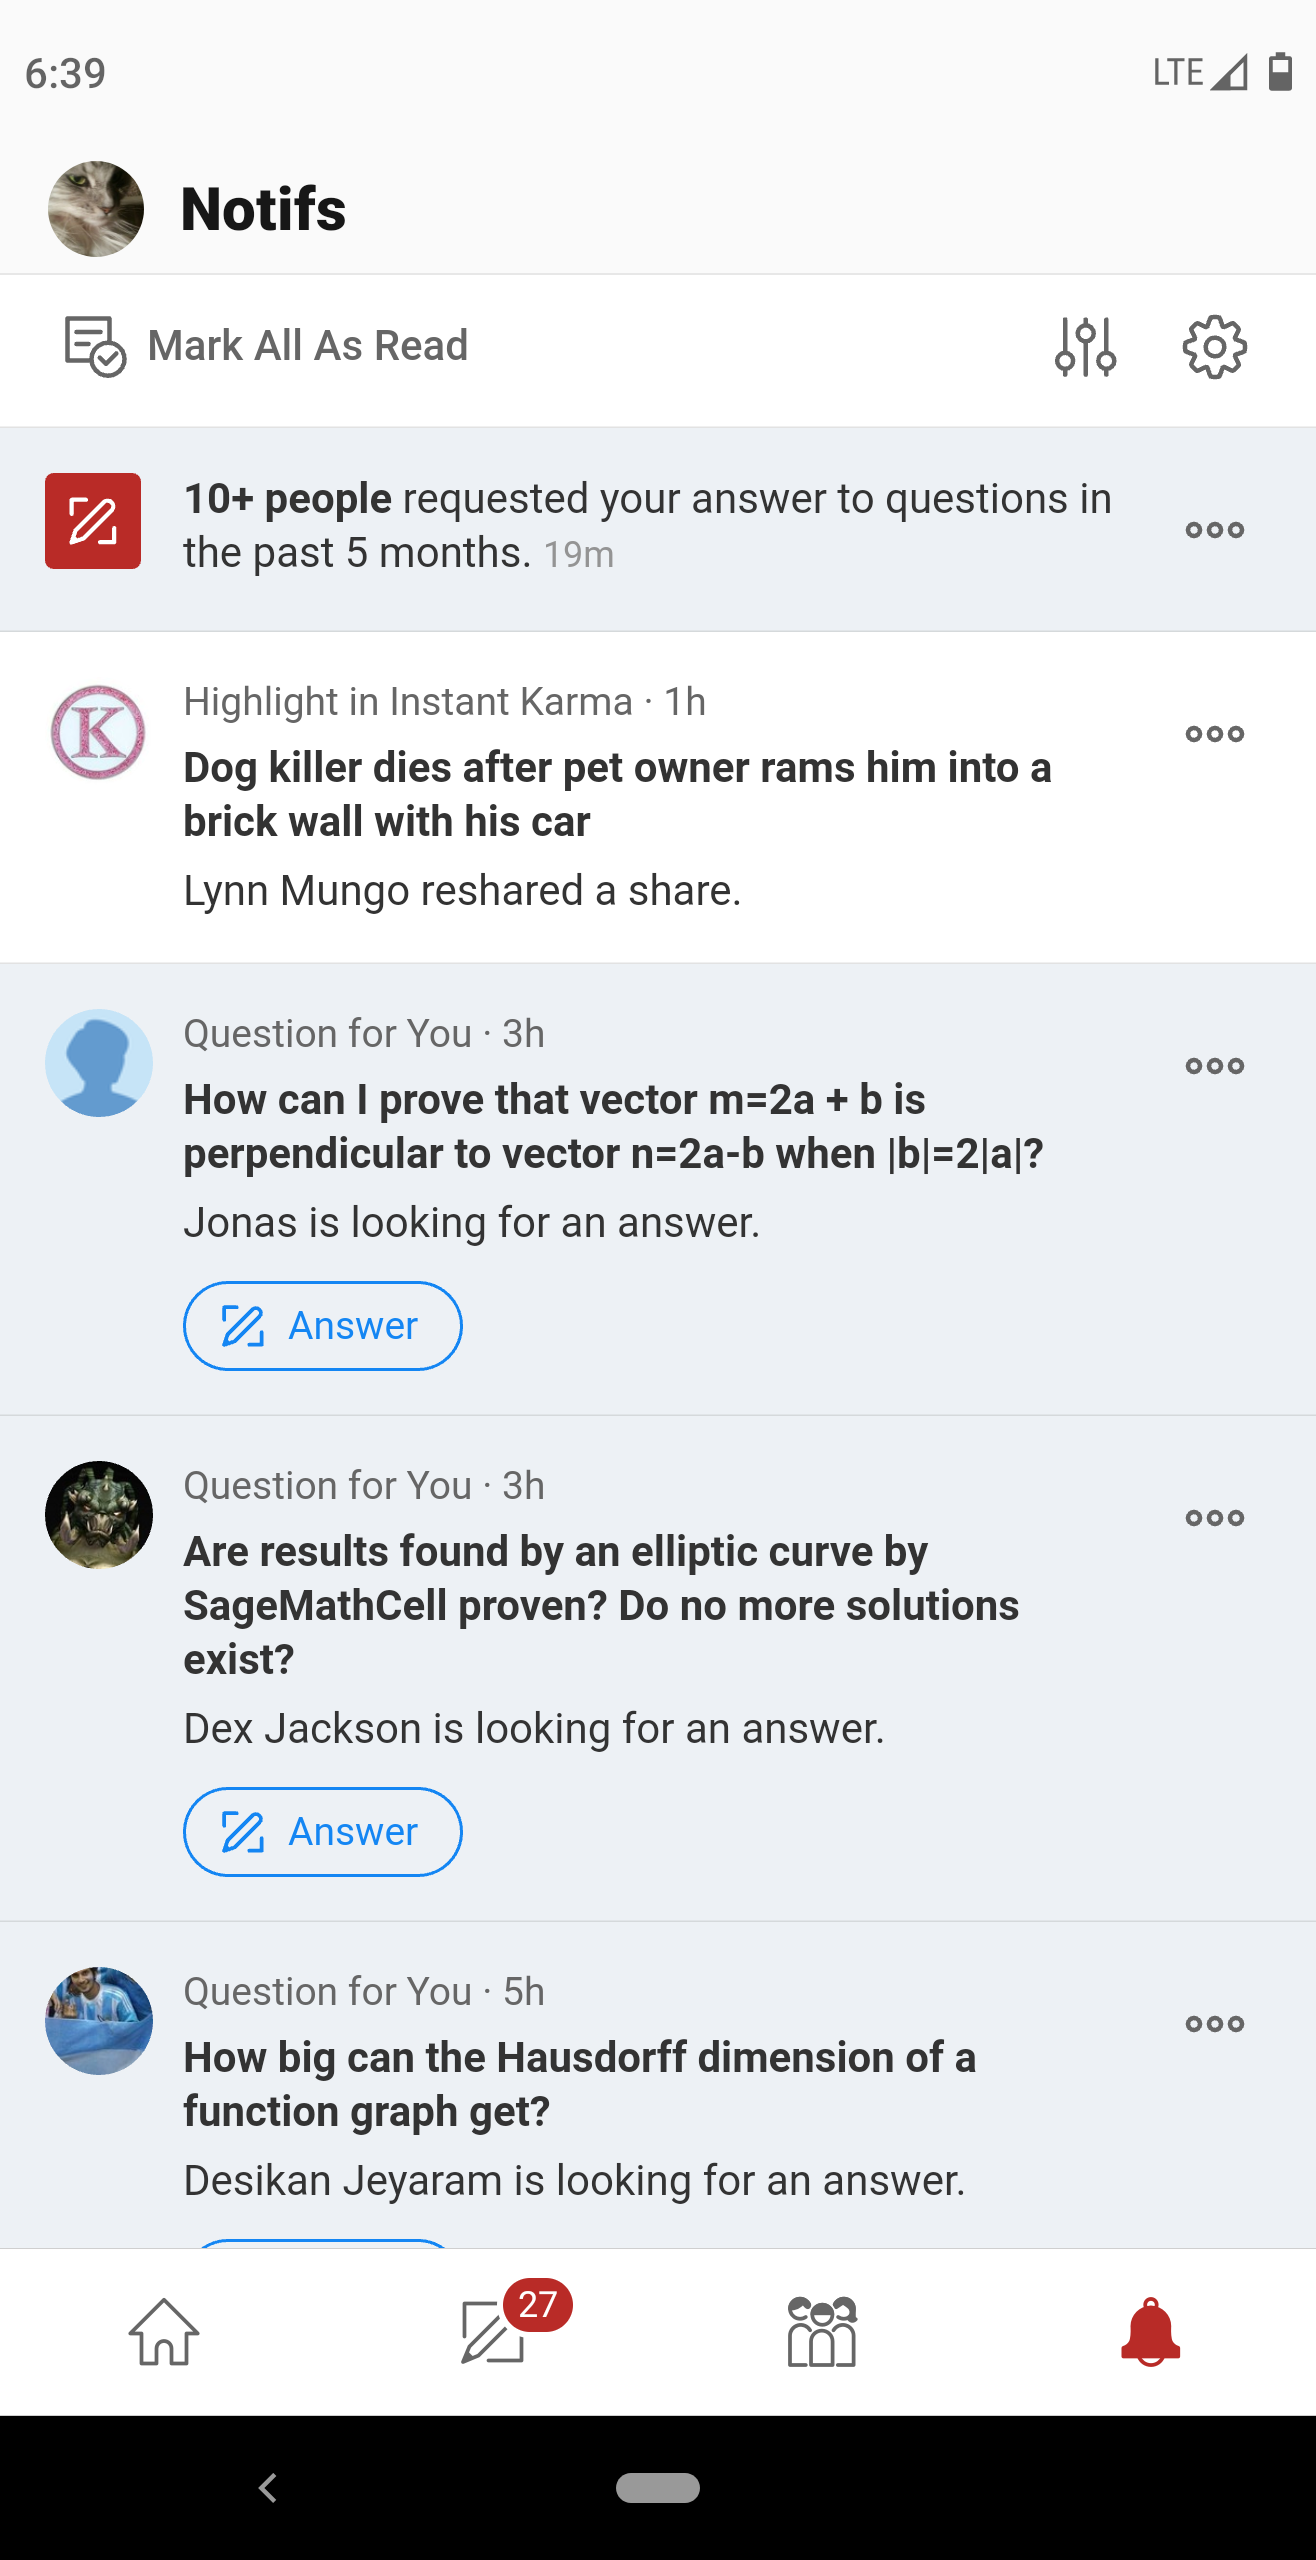 6:39
LTE
Notifs
Mark All As Read
10+ people requested your answer to questions in
the past 5 months. 19m
K
Highlight in Instant Karma · 1h
Dog killer dies after pet owner rams him into a
brick wall with his car
Lynn Mungo reshared a share.
Question for You · 3h
How can I prove that vector m=2a + b is
perpendicular to vector n=2a-b when |b|=2|a|?
Jonas is looking for an answer.
Answer
Question for You · 3h
Are results found by an elliptic curve by
SageMathCell proven? Do no more solutions
exist?
Dex Jackson is looking for an answer.
Answer
Question for You · 5h
How big can the Hausdorff dimension of a
function graph get?
Desikan Jeyaram is looking for an answer.
27